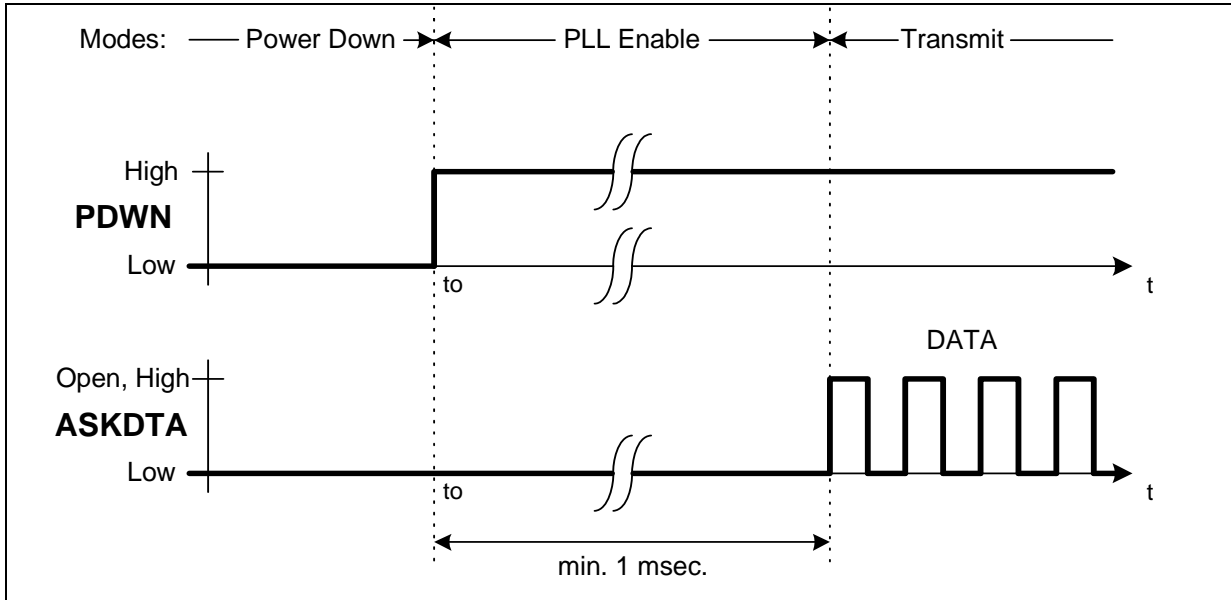 Modes: Power Down PLL Enable Transmit
High
PDWN
Low
to
t
DATA
Open, High
ASKDTA
Low
to
t
min. 1 msec.